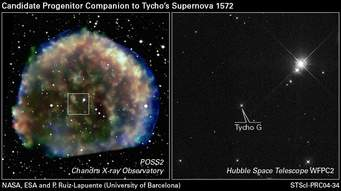 Candidate Progenitor Companion to Tycho's Supernova 1572
POSS2
Chandra X-ray Observatory
Tycho G
Hubble Space Telescope WFPC2
NASA, ESA and P. Ruiz-Lapuente (University of Barcelona)
STScI-PRC04-34